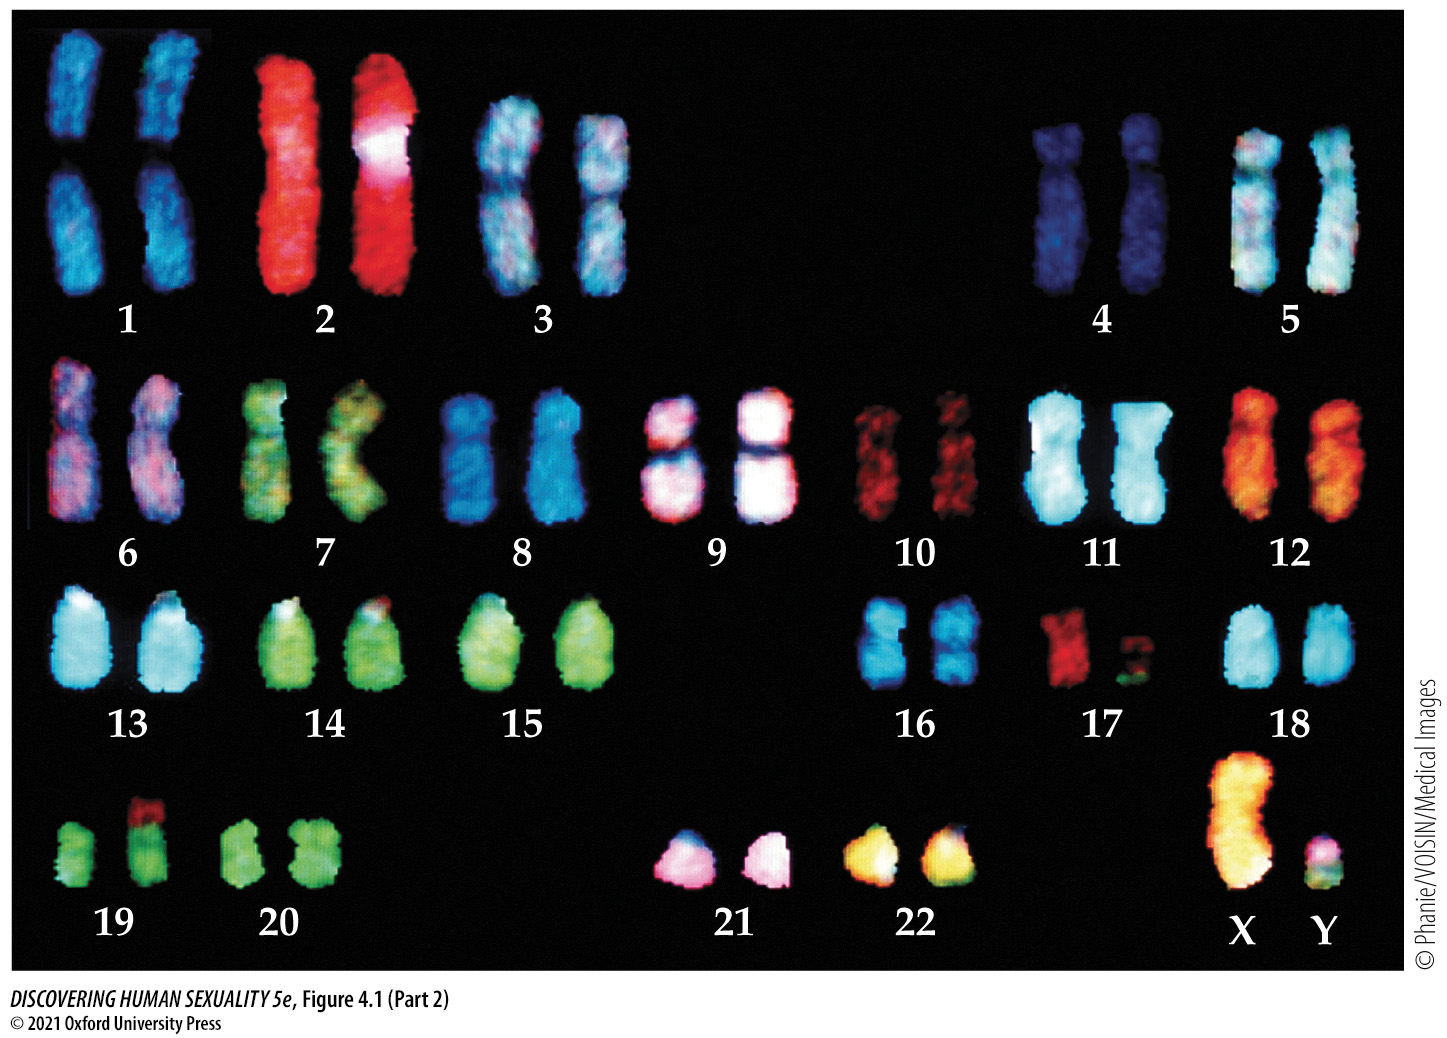 1 2 3 4 5
6 7 8 9 10 11 12
13 14 15 16 17 18
19 20 21 22 X Y
© Phanie/VOISIN/Medical Images
DISCOVERING HUMAN SEXUALITY 5e, Figure 4.1 (Part 2)
© 2021 Oxford University Press